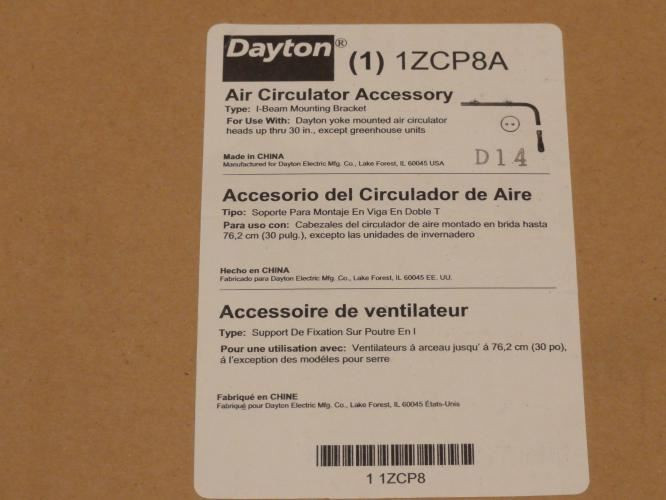 Dayton® (1) 1ZCP8A
Air Circulator Accessory
Type: I-Beam Mounting Bracket
For Use With: Dayton yoke mounted air circulator
heads up thru 30 in., except greenhouse units
D14
Made in CHINA
Manufactured for Dayton Electric Mfg. Co., Lake Forest, IL 60045 USA
Accesorio del Circulador de Aire
Tipo: Soporte Para Montaje En Viga En Doble T
Para uso con: Cabezales del circulador de aire montado en brida hasta
76,2 cm (30 pulg.), excepto las unidades de invernadero
Hecho en CHINA
Fabricado para Dayton Electric Mfg. Co., Lake Forest, IL 60045 EE. UU.
Accessoire de ventilateur
Type: Support De Fixation Sur Poutre En I
Pour une utilisation avec: Ventilateurs á arceau jusqu' á 76,2 cm (30 po),
á l'exception des modéles pour serre
Fabriqué en CHINE
Fabriqué pour Dayton Electric Mfg. Co., Lake Forest, IL 60045 États-Unis
1 1ZCP8